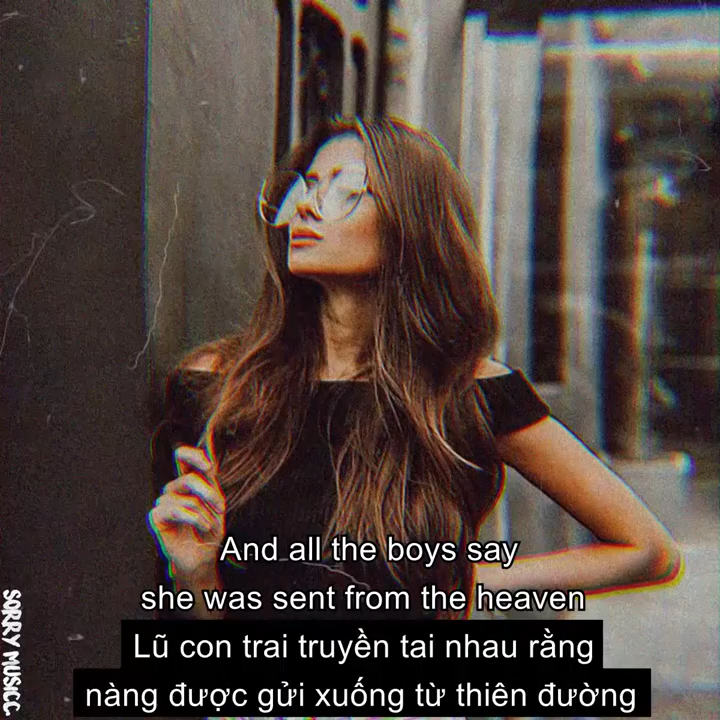 And all the boys say
she was sent from the heaven
Lũ con trai truyền tai nhau rằng
nàng được gửi xuống từ thiên đường
SORRY MUSICC